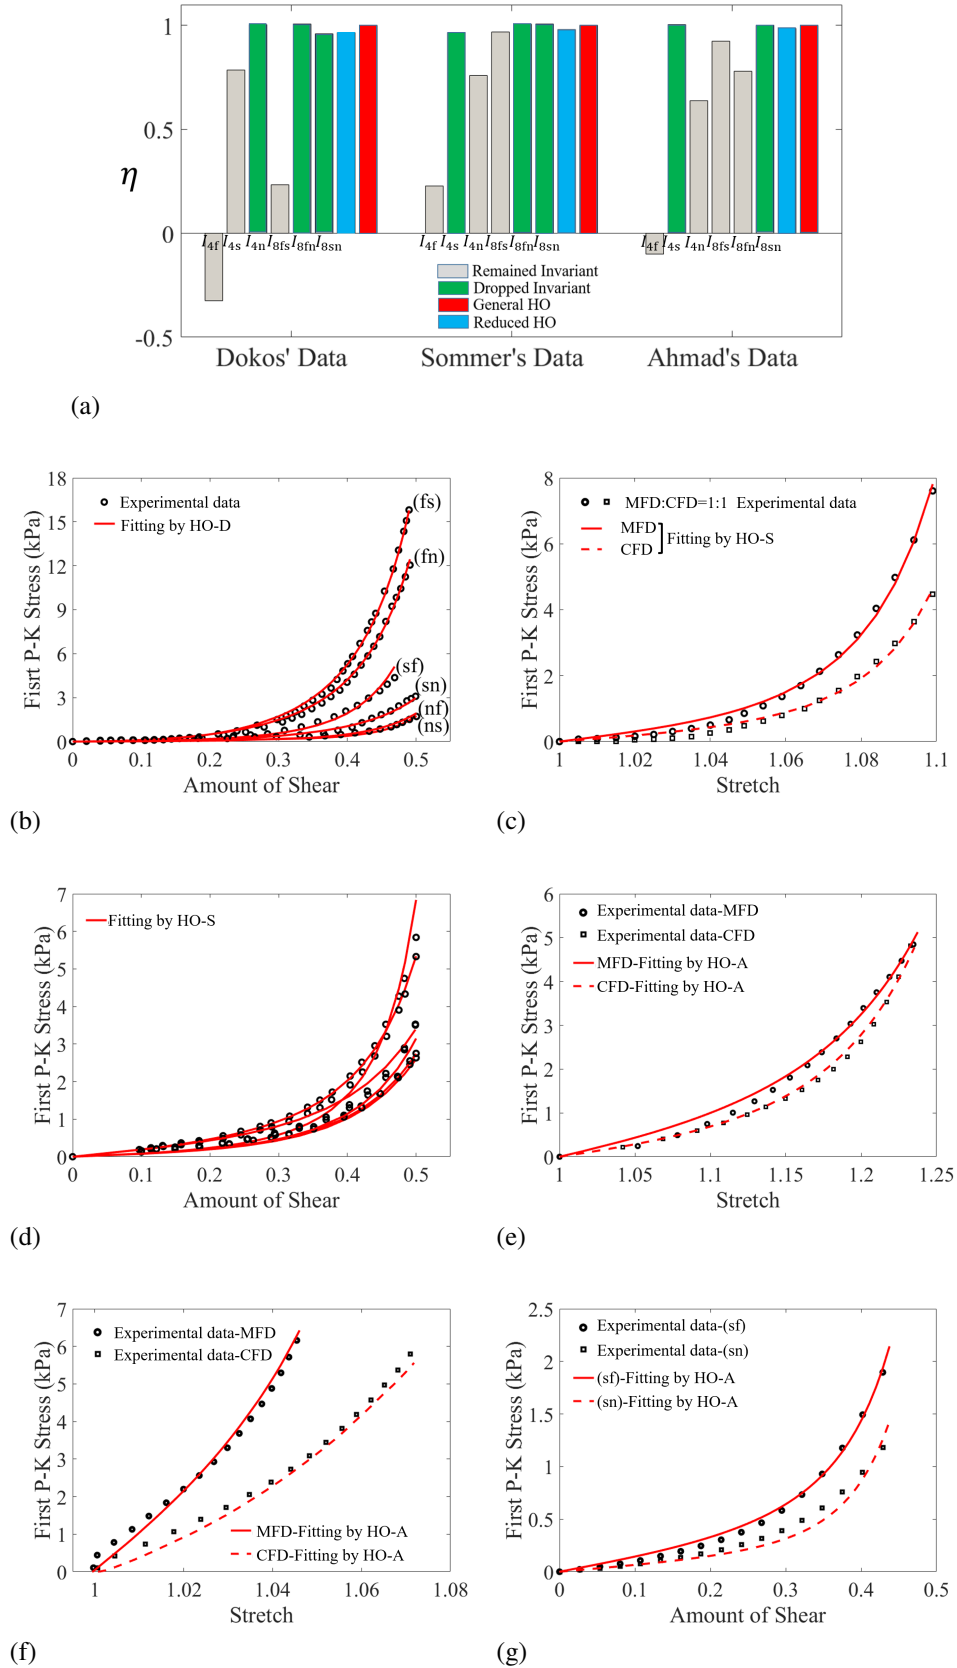 1
0.5
η
0
-0.5
I4f I4s I4n I8fs I8fn I8sn
I4f I4s I4n I8fs I8fn I8sn
I4f I4s I4n I8fs I8fn I8sn
Remained Invariant
Dropped Invariant
General HO
Reduced HO
Dokos' Data Sommer's Data Ahmad's Data
(a)
18
15
12
9
6
3
0
Fisrt P-K Stress (kPa)
Experimental data
Fitting by HO-D
(fs)
(fn)
(sf)
(sn)
(nf)
(ns)
0 0.1 0.2 0.3 0.4 0.5
Amount of Shear
(b)
8
6
4
2
0
First P-K Stress (kPa)
MFD:CFD=1:1 Experimental data
MFD
CFD
Fitting by HO-S
1 1.02 1.04 1.06 1.08 1.1
Stretch
(c)
7
6
5
4
3
2
1
0
First P-K Stress (kPa)
Fitting by HO-S
0 0.1 0.2 0.3 0.4 0.5
Amount of Shear
(d)
6
5
4
3
2
1
0
First P-K Stress (kPa)
Experimental data-MFD
Experimental data-CFD
MFD-Fitting by HO-A
CFD-Fitting by HO-A
1 1.05 1.1 1.15 1.2 1.25
Stretch
(e)
7
6
5
4
3
2
1
0
First P-K Stress (kPa)
Experimental data-MFD
Experimental data-CFD
MFD-Fitting by HO-A
CFD-Fitting by HO-A
1 1.02 1.04 1.06 1.08
Stretch
(f)
2.5
2
1.5
1
0.5
0
First P-K Stress (kPa)
Experimental data-(sf)
Experimental data-(sn)
(sf)-Fitting by HO-A
(sn)-Fitting by HO-A
0 0.1 0.2 0.3 0.4 0.5
Amount of Shear
(g)